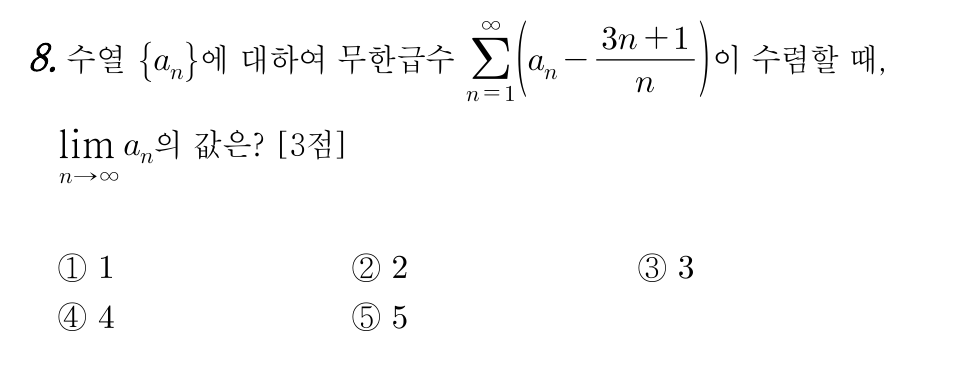 8. 수열 {aₙ}에 대하여 무한급수 ∑_{n=1}^{∞} (aₙ − (3n+1)/n)이 수렴할 때,
lim_{n→∞} aₙ의 값은? [3점]
① 1 ② 2 ③ 3
④ 4 ⑤ 5